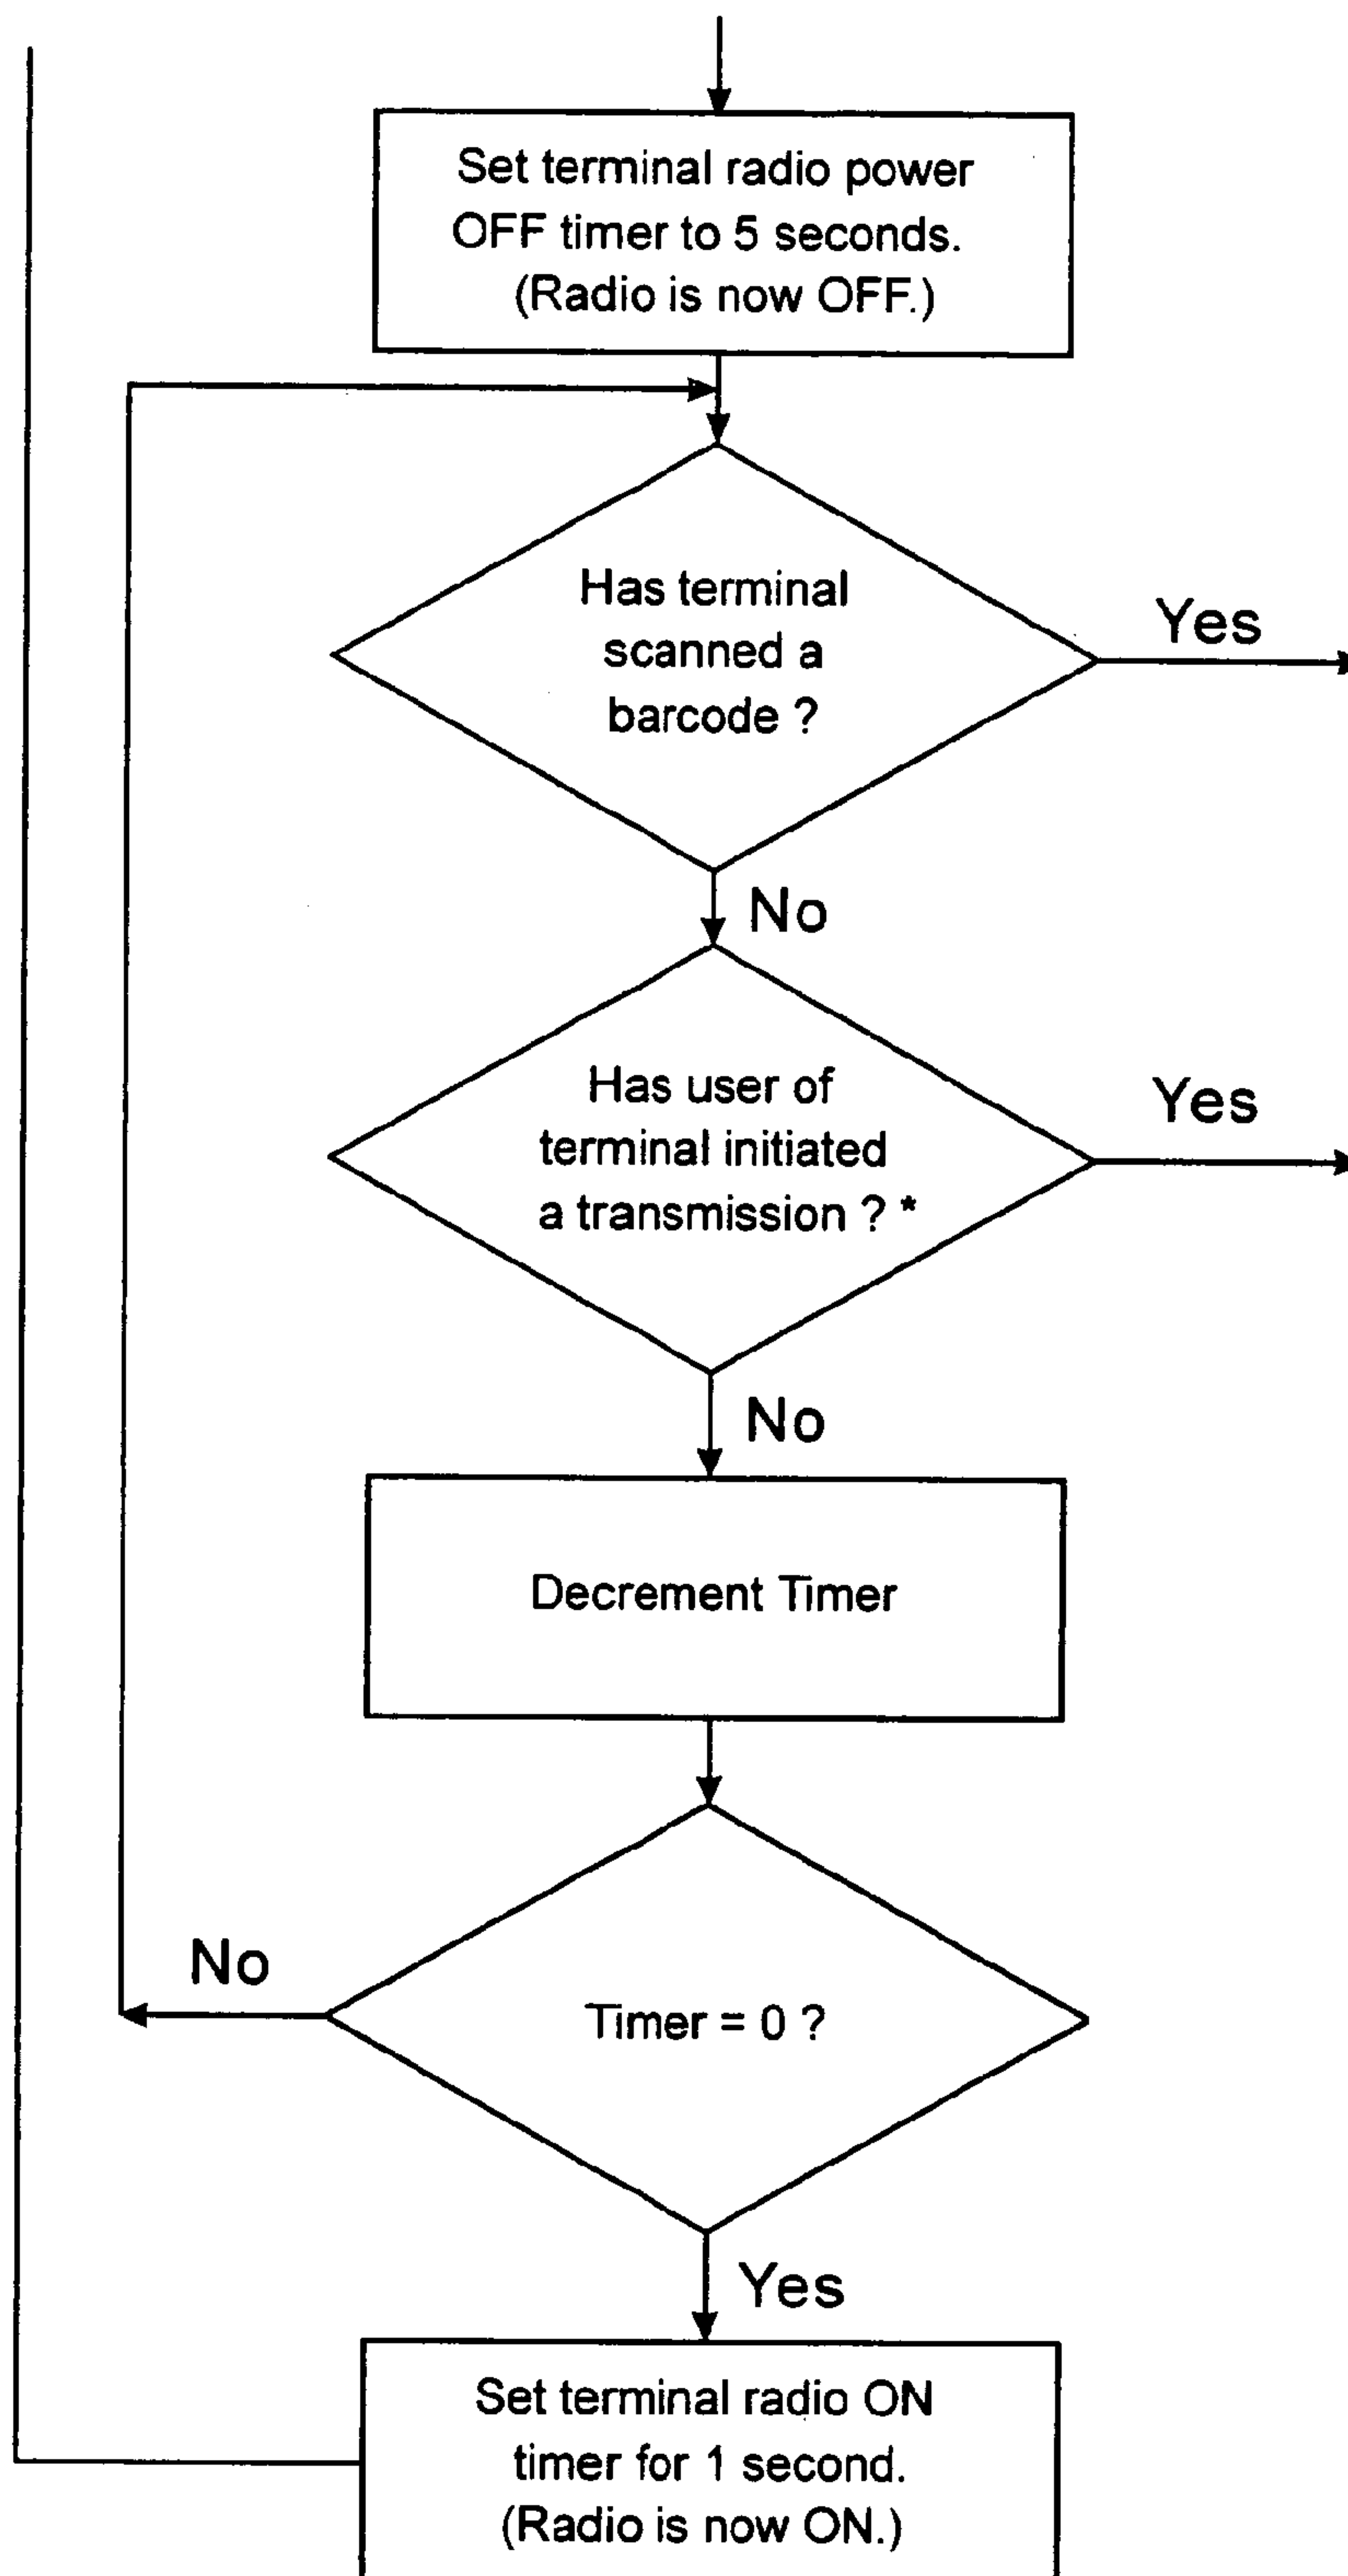 Set terminal radio power
OFF timer to 5 seconds.
(Radio is now OFF.)
Has terminal
scanned a
barcode ?
Yes
No
Has user of
terminal initiated
a transmission ? *
Yes
No
Decrement Timer
No
Timer = 0 ?
Yes
Set terminal radio ON
timer for 1 second.
(Radio is now ON.)